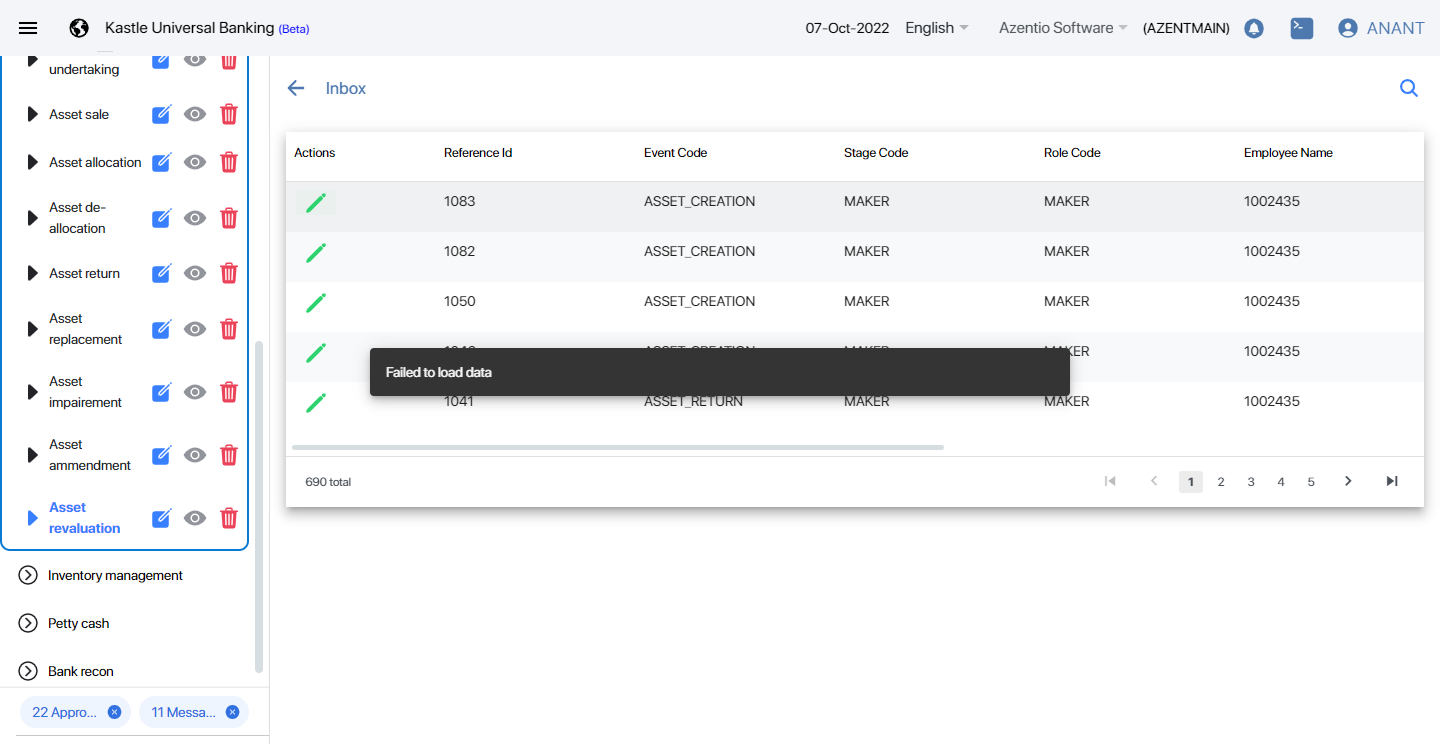 Kastle Universal Banking (Beta)
07-Oct-2022
English
Azentio Software
(AZENTMAIN)
ANANT
undertaking
Asset sale
Asset allocation
Asset de-
allocation
Asset return
Asset
replacement
Asset
impairement
Asset
ammendment
Asset
revaluation
Inventory management
Petty cash
Bank recon
22 Appro...
11 Messa...
Inbox
Actions Reference Id Event Code Stage Code Role Code Employee Name
1083 ASSET_CREATION MAKER MAKER 1002435
1082 ASSET_CREATION MAKER MAKER 1002435
1050 ASSET_CREATION MAKER MAKER 1002435
ASSET_CREATION MAKER MAKER 1002435
Failed to load data
1041 ASSET_RETURN MAKER MAKER 1002435
690 total
1 2 3 4 5